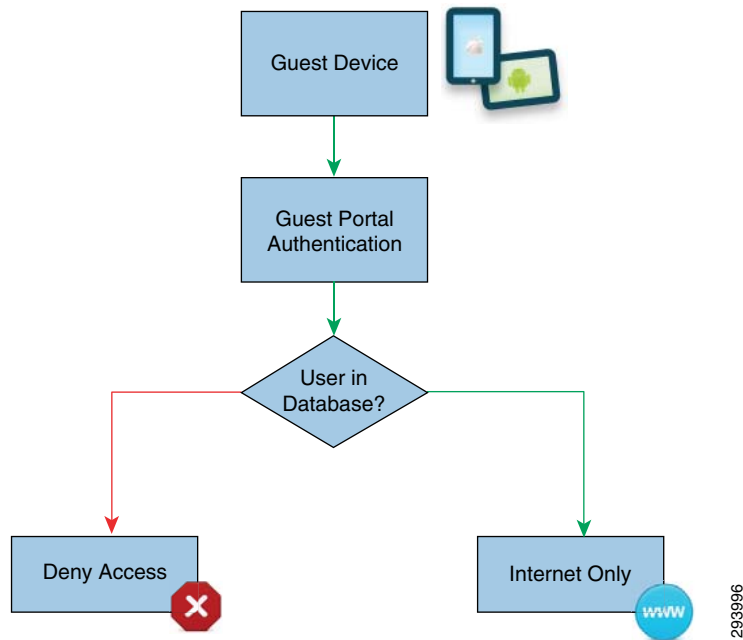 Guest Device
Guest Portal
Authentication
User in
Database?
Deny Access
Internet Only
www
293996